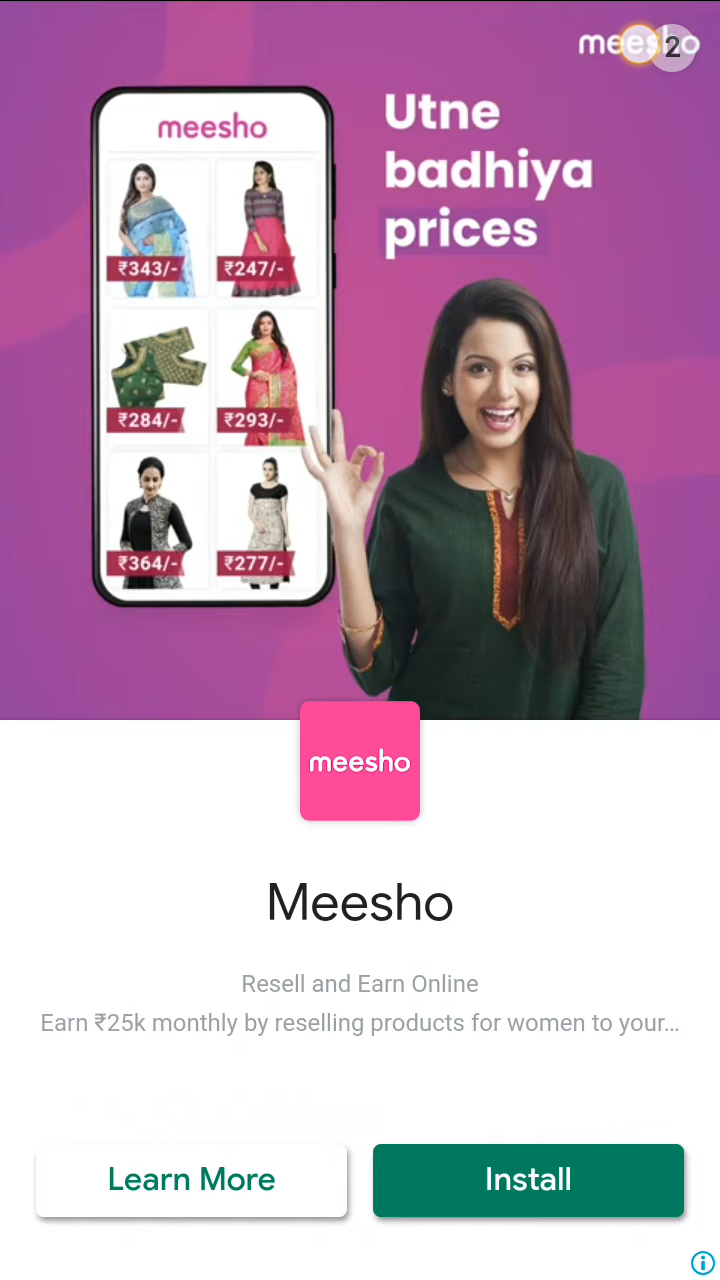 meesho
2
Utne
badhiya
prices
meesho
₹343/-
₹247/-
₹284/-
₹293/-
₹364/-
₹277/-
meesho
Meesho
Resell and Earn Online
Earn ₹25k monthly by reselling products for women to your...
Learn More
Install